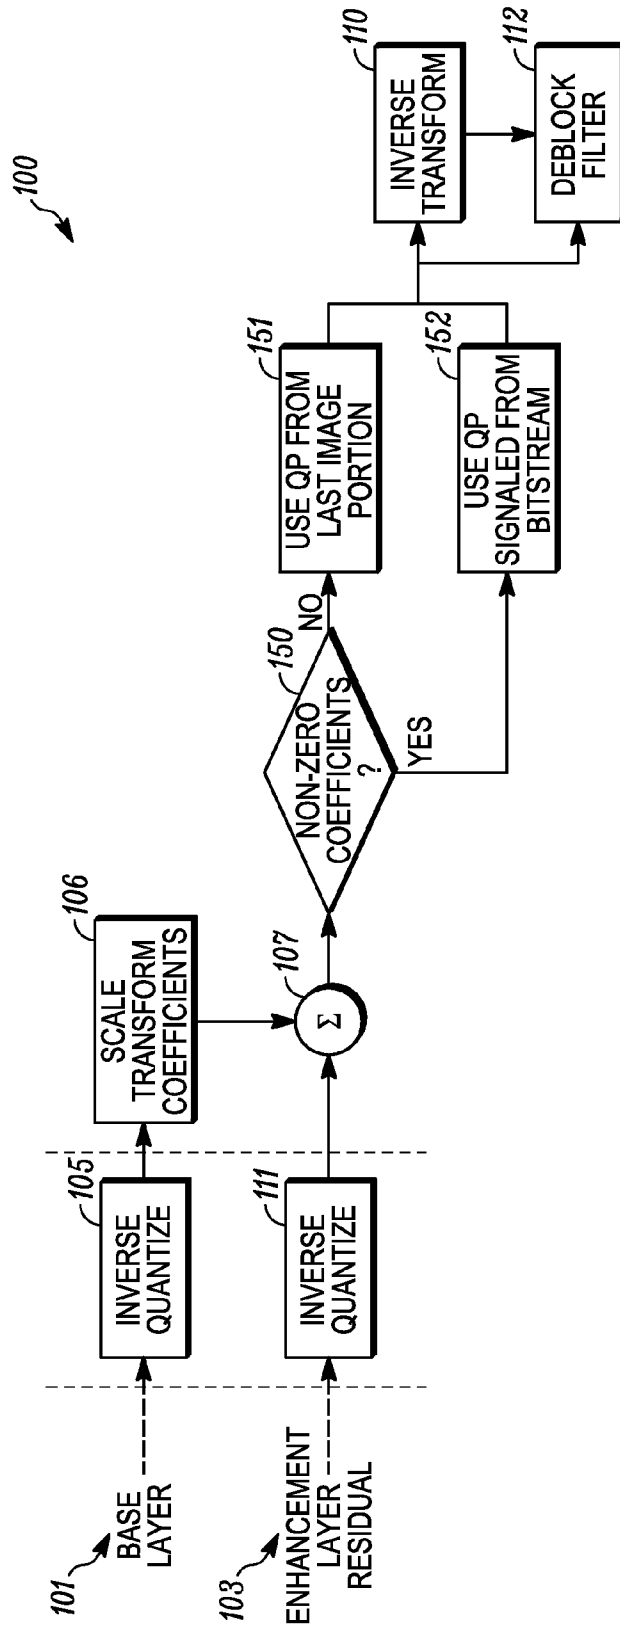 100
101
BASE
LAYER
105
INVERSE
QUANTIZE
106
SCALE
TRANSFORM
COEFFICIENTS
103
ENHANCEMENT
LAYER
RESIDUAL
111
INVERSE
QUANTIZE
107
Σ
150
NON-ZERO
COEFFICIENTS
?
NO
YES
151
USE QP FROM
LAST IMAGE
PORTION
152
USE QP
SIGNALED FROM
BITSTREAM
110
INVERSE
TRANSFORM
112
DEBLOCK
FILTER